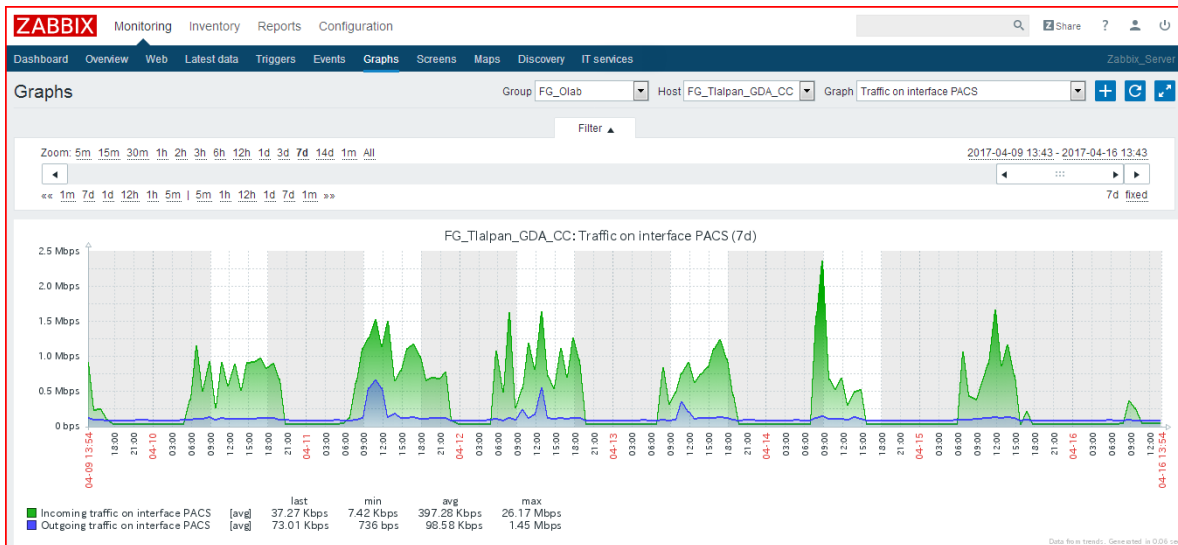 ZABBIX Monitoring Inventory Reports Configuration Z Share ?
Dashboard Overview Web Latest data Triggers Events Graphs Screens Maps Discovery IT services Zabbix_Server
Graphs Group FG_Olab Host FG_Tlalpan_GDA_CC Graph Traffic on interface PACS
Filter
Zoom: 5m 15m 30m 1h 2h 3h 6h 12h 1d 3d 7d 14d 1m All 2017-04-09 13:43 - 2017-04-16 13:43
«« 1m 7d 1d 12h 1h 5m | 5m 1h 12h 1d 7d 1m »» 7d fixed
FG_Tlalpan_GDA_CC: Traffic on interface PACS (7d)
2.5 Mbps
2.0 Mbps
1.5 Mbps
1.0 Mbps
0.5 Mbps
0 bps
04-09 13:54 18:00 21:00 04-10 03:00 06:00 09:00 12:00 15:00 18:00 21:00 04-11 03:00 06:00 09:00 12:00 15:00 18:00 21:00 04-12 03:00 06:00 09:00 12:00 15:00 18:00 21:00 04-13 03:00 06:00 09:00 12:00 15:00 18:00 21:00 04-14 03:00 06:00 09:00 12:00 15:00 18:00 21:00 04-15 03:00 06:00 09:00 12:00 15:00 18:00 21:00 04-16 03:00 06:00 09:00 12:00 04-16 13:54
last min avg max
Incoming traffic on interface PACS [avg] 37.27 Kbps 7.42 Kbps 397.28 Kbps 26.17 Mbps
Outgoing traffic on interface PACS [avg] 73.01 Kbps 736 bps 98.58 Kbps 1.45 Mbps
Data from trends. Generated in 0.06 sec